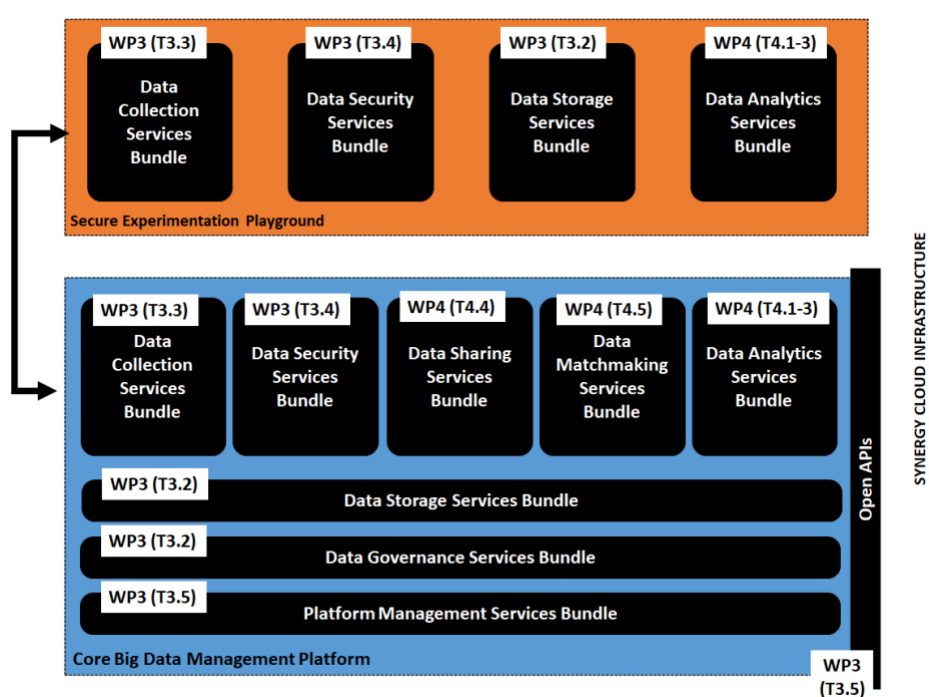 WP3 (T3.3)
Data
Collection
Services
Bundle
WP3 (T3.4)
Data Security
Services
Bundle
WP3 (T3.2)
Data Storage
Services
Bundle
WP4 (T4.1-3)
Data Analytics
Services
Bundle
Secure Experimentation Playground
WP3 (T3.3)
Data
Collection
Services
Bundle
WP3 (T3.4)
Data Security
Services
Bundle
WP4 (T4.4)
Data Sharing
Services
Bundle
WP4 (T4.5)
Data
Matchmaking
Services
Bundle
WP4 (T4.1-3)
Data Analytics
Services
Bundle
WP3 (T3.2)
Data Storage Services Bundle
WP3 (T3.2)
Data Governance Services Bundle
WP3 (T3.5)
Platform Management Services Bundle
Core Big Data Management Platform
Open APIs
WP3
(T3.5)
SYNERGY CLOUD INFRASTRUCTURE